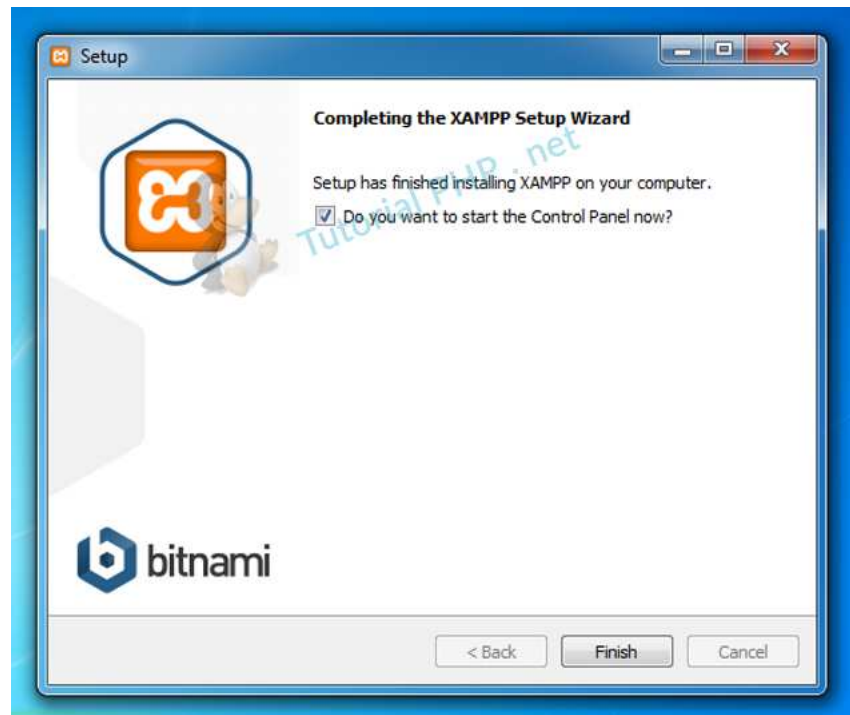 Setup
Completing the XAMPP Setup Wizard
Setup has finished installing XAMPP on your computer.
Do you want to start the Control Panel now?
Tutorial PHP . net
bitnami
< Back
Finish
Cancel